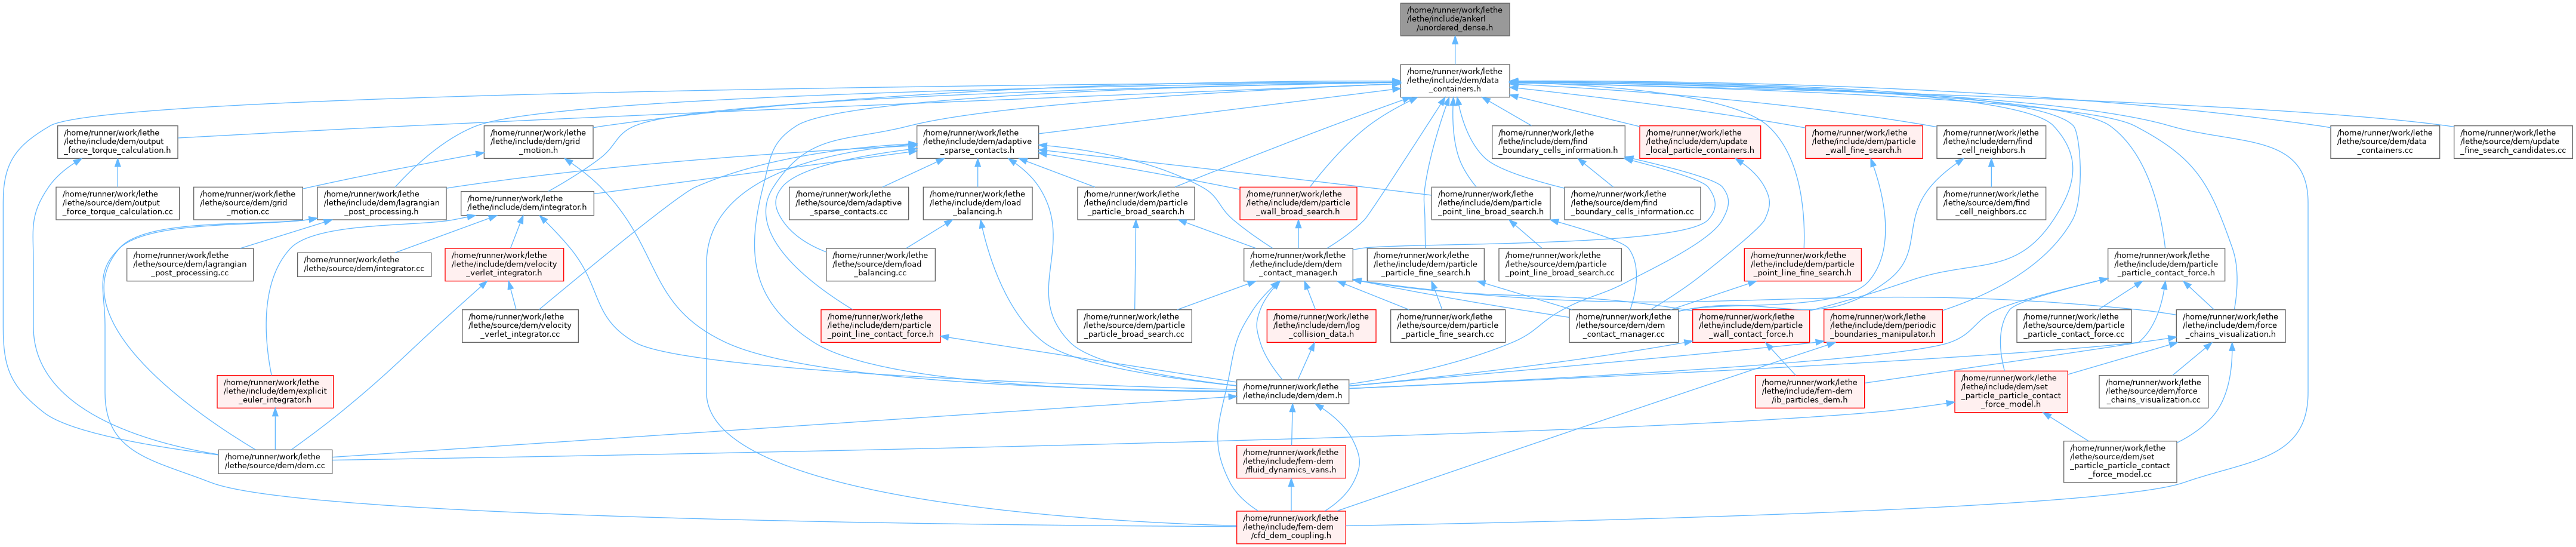 /home/runner/work/lethe
/lethe/include/ankerl
/unordered_dense.h
/home/runner/work/lethe
/lethe/include/dem/data
_containers.h
/home/runner/work/lethe
/lethe/include/dem/output
_force_torque_calculation.h
/home/runner/work/lethe
/lethe/include/dem/grid
_motion.h
/home/runner/work/lethe
/lethe/include/dem/adaptive
_sparse_contacts.h
/home/runner/work/lethe
/lethe/include/dem/find
_boundary_cells_information.h
/home/runner/work/lethe
/lethe/include/dem/update
_local_particle_containers.h
/home/runner/work/lethe
/lethe/include/dem/particle
_wall_fine_search.h
/home/runner/work/lethe
/lethe/include/dem/find
_cell_neighbors.h
/home/runner/work/lethe
/lethe/source/dem/data
_containers.cc
/home/runner/work/lethe
/lethe/source/dem/update
_fine_search_candidates.cc
/home/runner/work/lethe
/lethe/source/dem/output
_force_torque_calculation.cc
/home/runner/work/lethe
/lethe/source/dem/grid
_motion.cc
/home/runner/work/lethe
/lethe/include/dem/lagrangian
_post_processing.h
/home/runner/work/lethe
/lethe/include/dem/integrator.h
/home/runner/work/lethe
/lethe/source/dem/adaptive
_sparse_contacts.cc
/home/runner/work/lethe
/lethe/include/dem/load
_balancing.h
/home/runner/work/lethe
/lethe/include/dem/particle
_particle_broad_search.h
/home/runner/work/lethe
/lethe/include/dem/particle
_wall_broad_search.h
/home/runner/work/lethe
/lethe/include/dem/particle
_point_line_broad_search.h
/home/runner/work/lethe
/lethe/source/dem/find
_boundary_cells_information.cc
/home/runner/work/lethe
/lethe/source/dem/find
_cell_neighbors.cc
/home/runner/work/lethe
/lethe/source/dem/lagrangian
_post_processing.cc
/home/runner/work/lethe
/lethe/source/dem/integrator.cc
/home/runner/work/lethe
/lethe/include/dem/velocity
_verlet_integrator.h
/home/runner/work/lethe
/lethe/source/dem/load
_balancing.cc
/home/runner/work/lethe
/lethe/include/dem/dem
_contact_manager.h
/home/runner/work/lethe
/lethe/include/dem/particle
_particle_fine_search.h
/home/runner/work/lethe
/lethe/source/dem/particle
_point_line_broad_search.cc
/home/runner/work/lethe
/lethe/include/dem/particle
_point_line_fine_search.h
/home/runner/work/lethe
/lethe/include/dem/particle
_particle_contact_force.h
/home/runner/work/lethe
/lethe/source/dem/velocity
_verlet_integrator.cc
/home/runner/work/lethe
/lethe/include/dem/particle
_point_line_contact_force.h
/home/runner/work/lethe
/lethe/source/dem/particle
_particle_broad_search.cc
/home/runner/work/lethe
/lethe/include/dem/log
_collision_data.h
/home/runner/work/lethe
/lethe/source/dem/particle
_particle_fine_search.cc
/home/runner/work/lethe
/lethe/source/dem/dem
_contact_manager.cc
/home/runner/work/lethe
/lethe/include/dem/particle
_wall_contact_force.h
/home/runner/work/lethe
/lethe/include/dem/periodic
_boundaries_manipulator.h
/home/runner/work/lethe
/lethe/source/dem/particle
_particle_contact_force.cc
/home/runner/work/lethe
/lethe/include/dem/force
_chains_visualization.h
/home/runner/work/lethe
/lethe/include/dem/explicit
_euler_integrator.h
/home/runner/work/lethe
/lethe/include/dem/dem.h
/home/runner/work/lethe
/lethe/include/fem-dem
/ib_particles_dem.h
/home/runner/work/lethe
/lethe/include/dem/set
_particle_particle_contact
_force_model.h
/home/runner/work/lethe
/lethe/source/dem/force
_chains_visualization.cc
/home/runner/work/lethe
/lethe/source/dem/dem.cc
/home/runner/work/lethe
/lethe/include/fem-dem
/fluid_dynamics_vans.h
/home/runner/work/lethe
/lethe/source/dem/set
_particle_particle_contact
_force_model.cc
/home/runner/work/lethe
/lethe/include/fem-dem
/cfd_dem_coupling.h